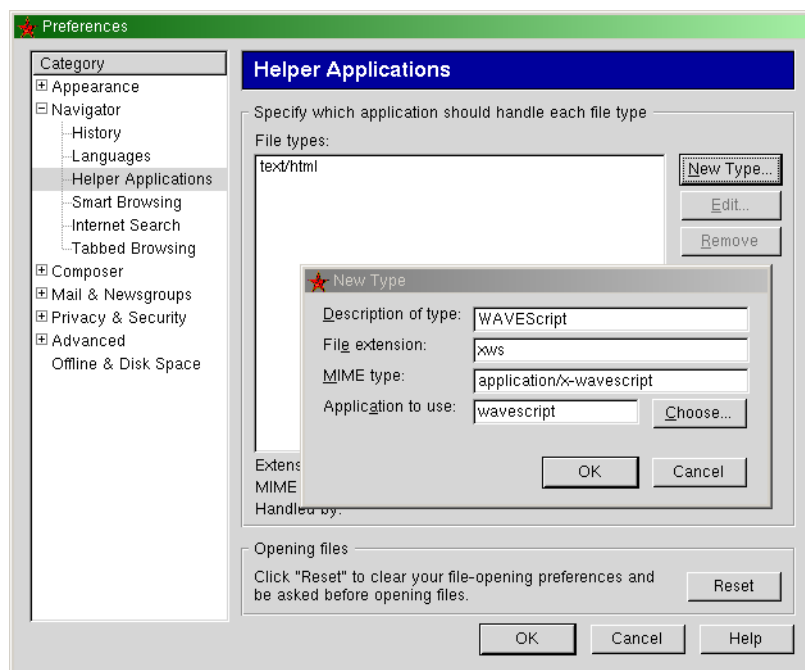 Preferences
Category
Appearance
Navigator
History
Languages
Helper Applications
Smart Browsing
Internet Search
Tabbed Browsing
Composer
Mail & Newsgroups
Privacy & Security
Advanced
Offline & Disk Space
Helper Applications
Specify which application should handle each file type
File types:
text/html
New Type...
Edit...
Remove
New Type
Description of type: WAVEScript
File extension: xws
MIME type: application/x-wavescript
Application to use: wavescript Choose...
OK Cancel
Extens
MIME
Handled by:
Opening files
Click "Reset" to clear your file-opening preferences and
be asked before opening files.
Reset
OK Cancel Help